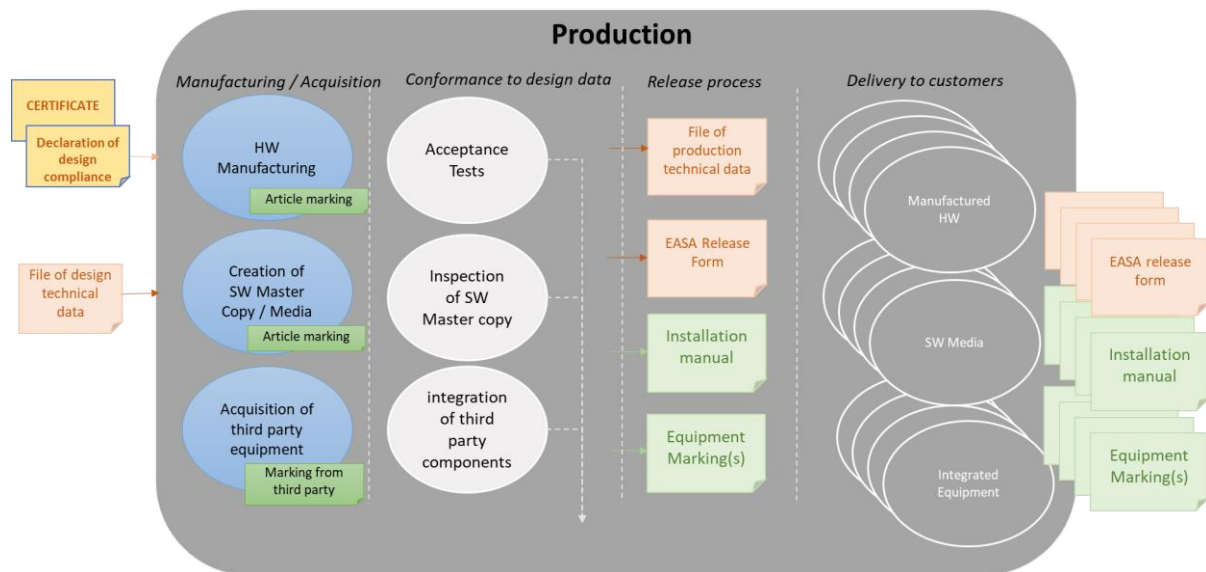 Production
Manufacturing / Acquisition
Conformance to design data
Release process
Delivery to customers
CERTIFICATE
Declaration of
design
compliance
File of design
technical
data
HW
Manufacturing
Article marking
Creation of
SW Master
Copy / Media
Article marking
Acquisition of
third party
equipment
Marking from
third party
Acceptance
Tests
Inspection
of SW
Master copy
integration
of third
party
components
File of
production
technical data
EASA Release
Form
Installation
manual
Equipment
Marking(s)
Manufactured
HW
SW Media
Integrated
Equipment
EASA release
form
Installation
manual
Equipment
Marking(s)